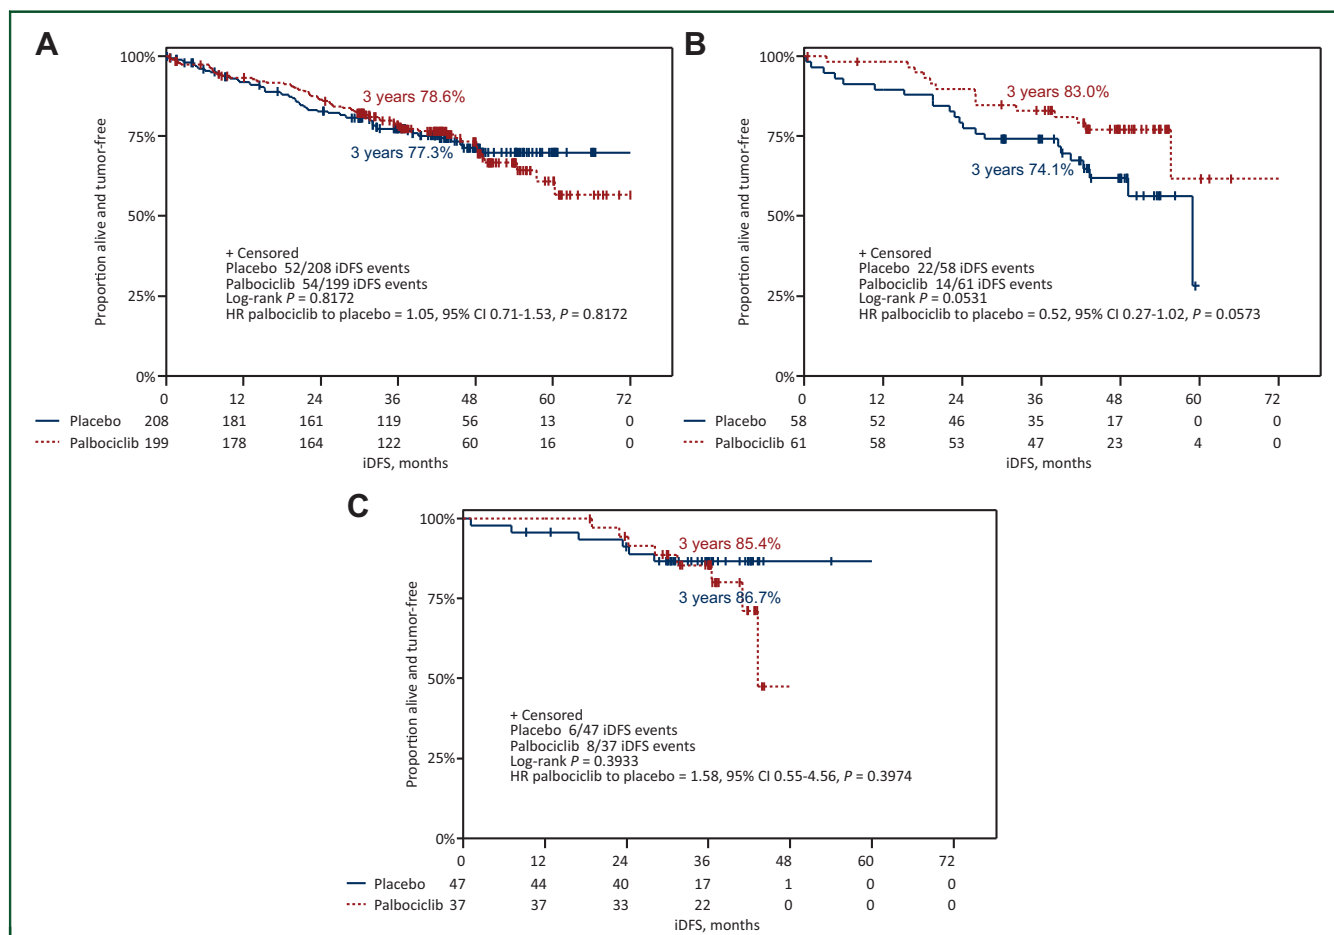 A
100%
75%
50%
25%
0%
Proportion alive and tumor-free
3 years 78.6%
3 years 77.3%
+ Censored
Placebo 52/208 iDFS events
Palbociclib 54/199 iDFS events
Log-rank P = 0.8172
HR palbociclib to placebo = 1.05, 95% CI 0.71-1.53, P = 0.8172
0 12 24 36 48 60 72
Placebo 208 181 161 119 56 13 0
Palbociclib 199 178 164 122 60 16 0
iDFS, months
B
100%
75%
50%
25%
0%
Proportion alive and tumor-free
3 years 83.0%
3 years 74.1%
+ Censored
Placebo 22/58 iDFS events
Palbociclib 14/61 iDFS events
Log-rank P = 0.0531
HR palbociclib to placebo = 0.52, 95% CI 0.27-1.02, P = 0.0573
0 12 24 36 48 60 72
Placebo 58 52 46 35 17 0 0
Palbociclib 61 58 53 47 23 4 0
iDFS, months
C
100%
75%
50%
25%
0%
Proportion alive and tumor-free
3 years 85.4%
3 years 86.7%
+ Censored
Placebo 6/47 iDFS events
Palbociclib 8/37 iDFS events
Log-rank P = 0.3933
HR palbociclib to placebo = 1.58, 95% CI 0.55-4.56, P = 0.3974
0 12 24 36 48 60 72
Placebo 47 44 40 17 1 0 0
Palbociclib 37 37 33 22 0 0 0
iDFS, months